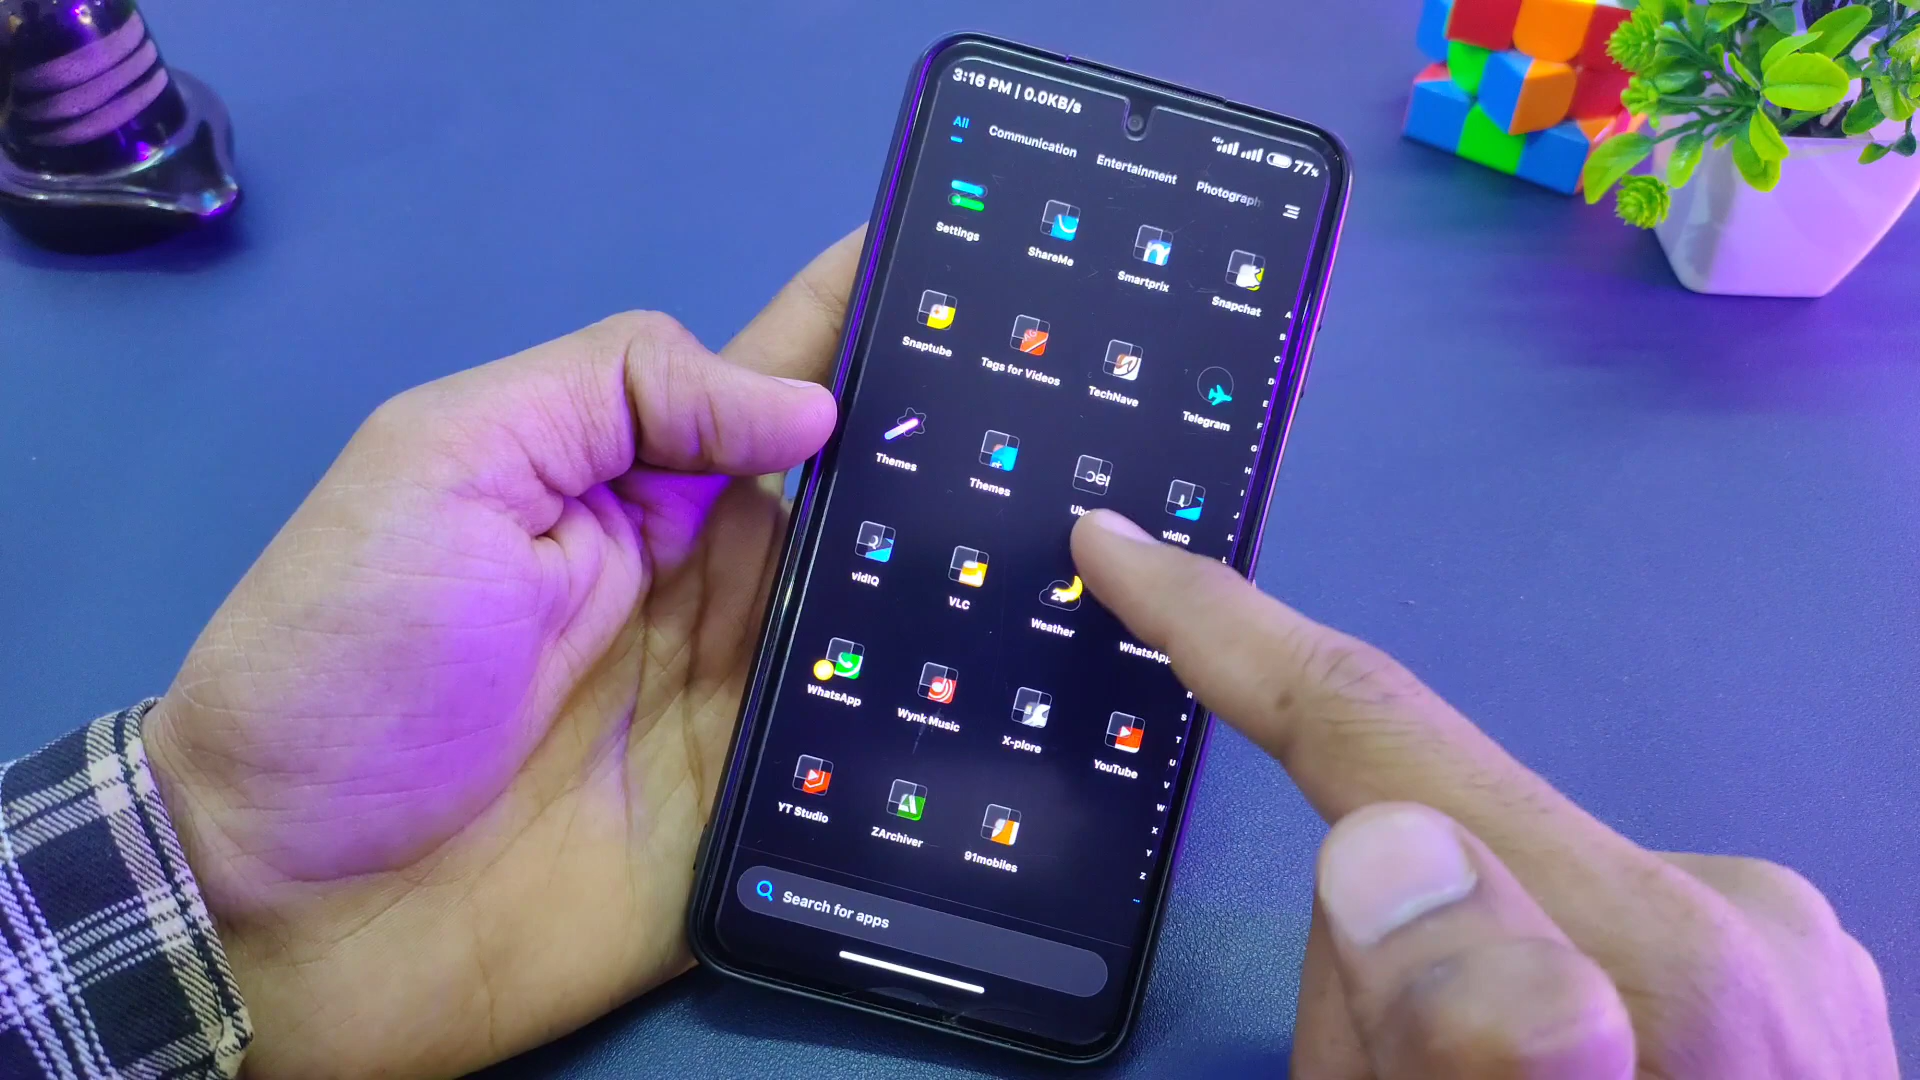 3:16 PM | 0.0KB/s
77%
All Communication Entertainment Photograph
Settings ShareMe Smartprix Snapchat
Snaptube Tags for Videos TechNave Telegram
Themes Themes vidIQ
vidIQ VLC Weather WhatsApp
WhatsApp Wynk Music X-plore YouTube
YT Studio ZArchiver 91mobiles
Search for apps
A
B
C
D
E
F
G
H
I
J
K
L
R
S
T
U
V
W
X
Y
Z